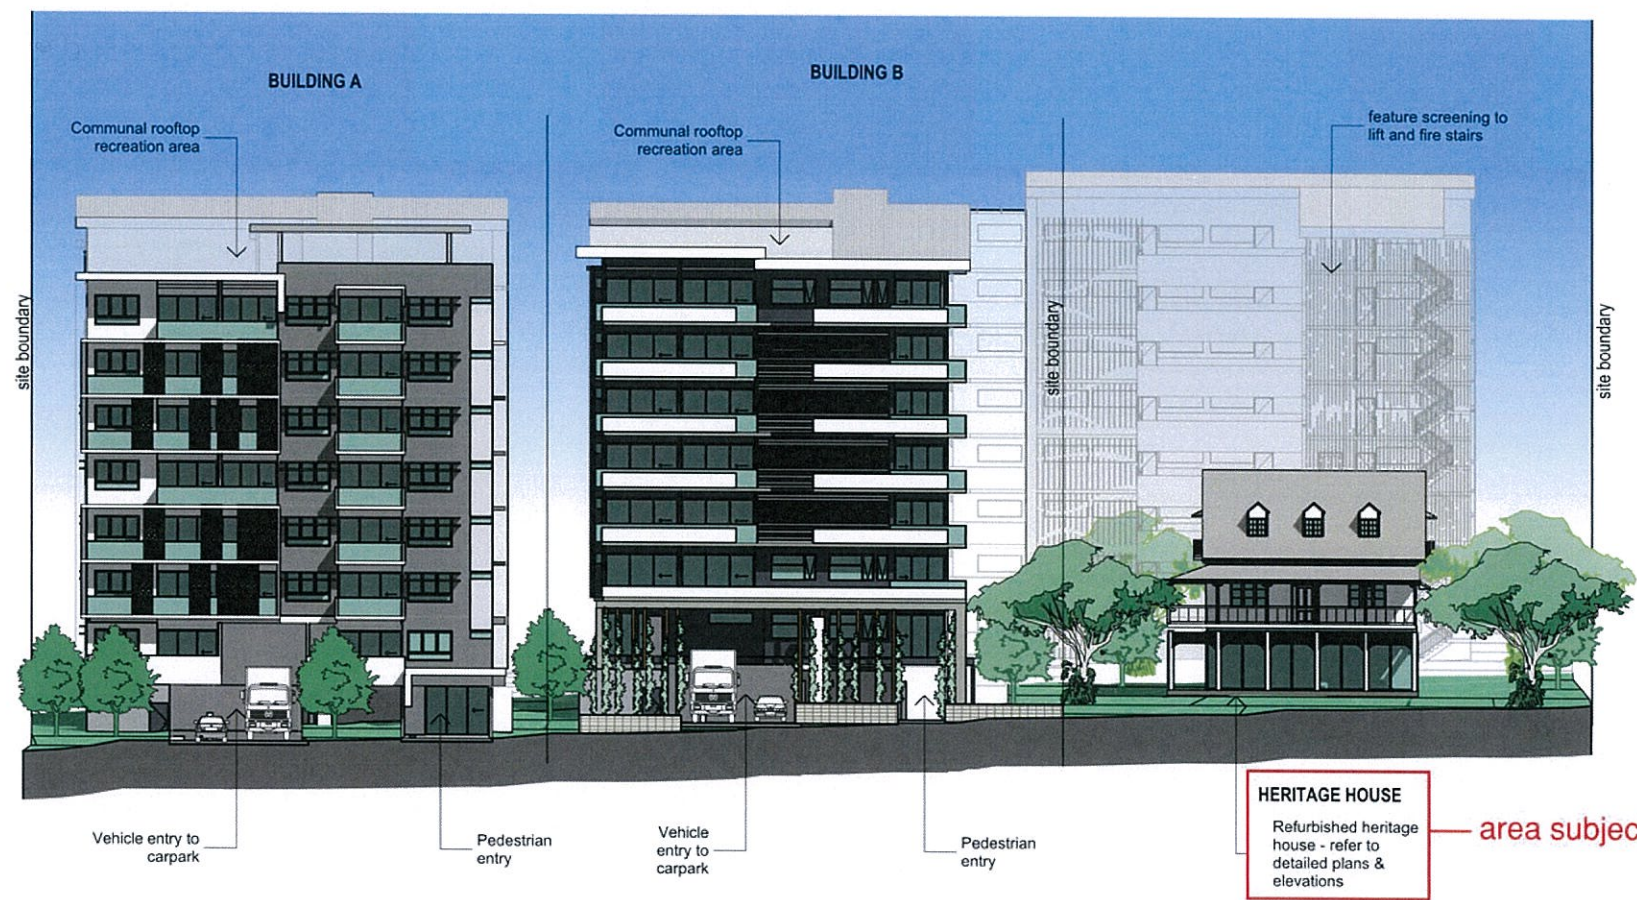 BUILDING A
BUILDING B
Communal rooftop
recreation area
Communal rooftop
recreation area
feature screening to
lift and fire stairs
site boundary
site boundary
site boundary
Vehicle entry to
carpark
Pedestrian
entry
Vehicle
entry to
carpark
Pedestrian
entry
HERITAGE HOUSE
Refurbished heritage
house - refer to
detailed plans &
elevations
area subjec